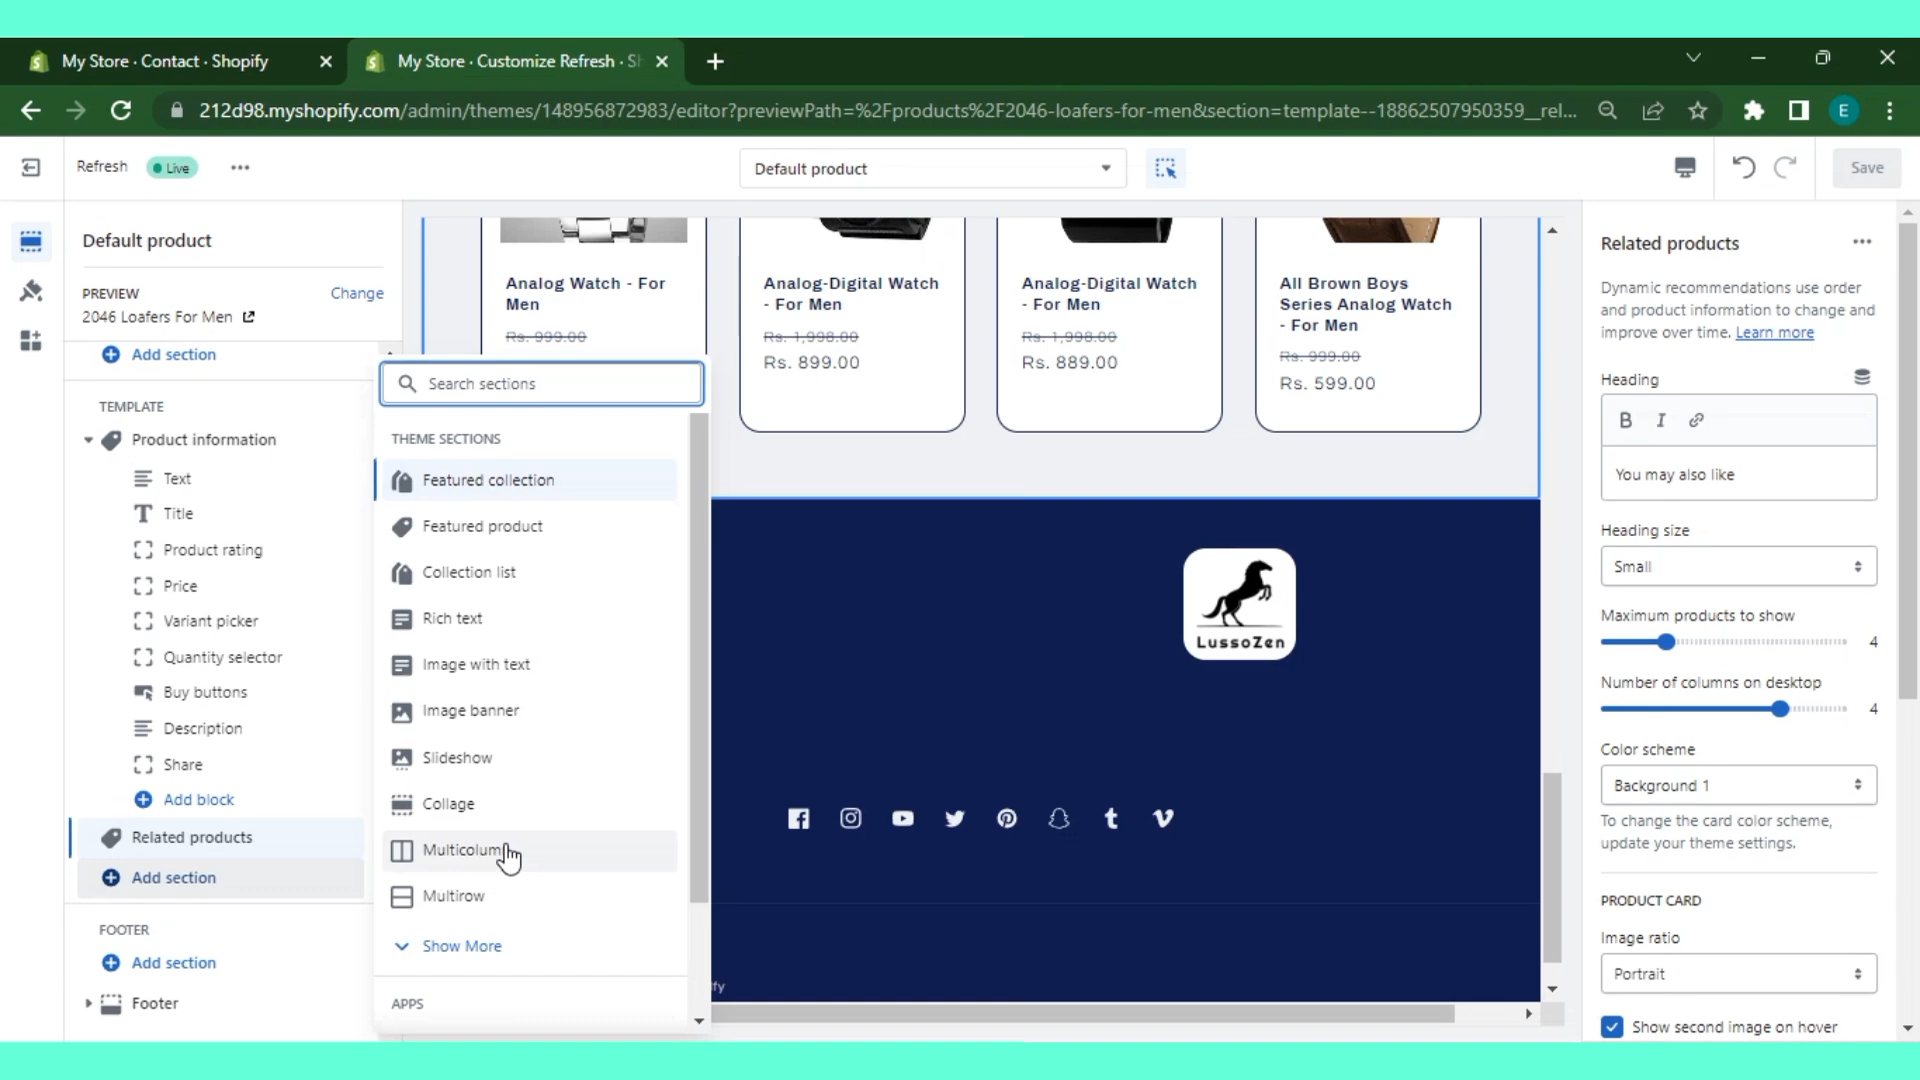 My Store · Contact · Shopify
My Store · Customize Refresh · Sh
212d98.myshopify.com/admin/themes/148956872983/editor?previewPath=%2Fproducts%2F2046-loafers-for-men&section=template--18862507950359__rel...
E
Refresh
Live
Default product
Save
Default product
PREVIEW
Change
2046 Loafers For Men
Add section
TEMPLATE
Product information
Text
Title
Product rating
Price
Variant picker
Quantity selector
Buy buttons
Description
Share
Add block
Related products
Add section
FOOTER
Add section
Footer
Search sections
THEME SECTIONS
Featured collection
Featured product
Collection list
Rich text
Image with text
Image banner
Slideshow
Collage
Multicolum
Multirow
Show More
APPS
Analog Watch - For
Men
Rs. 999.00
Analog-Digital Watch
- For Men
Rs. 1,998.00
Rs. 899.00
Analog-Digital Watch
- For Men
Rs. 1,998.00
Rs. 889.00
All Brown Boys
Series Analog Watch
- For Men
Rs. 999.00
Rs. 599.00
LussoZen
ify
Related products
Dynamic recommendations use order
and product information to change and
improve over time. Learn more
Heading
B I
You may also like
Heading size
Small
Maximum products to show
4
Number of columns on desktop
4
Color scheme
Background 1
To change the card color scheme,
update your theme settings.
PRODUCT CARD
Image ratio
Portrait
Show second image on hover